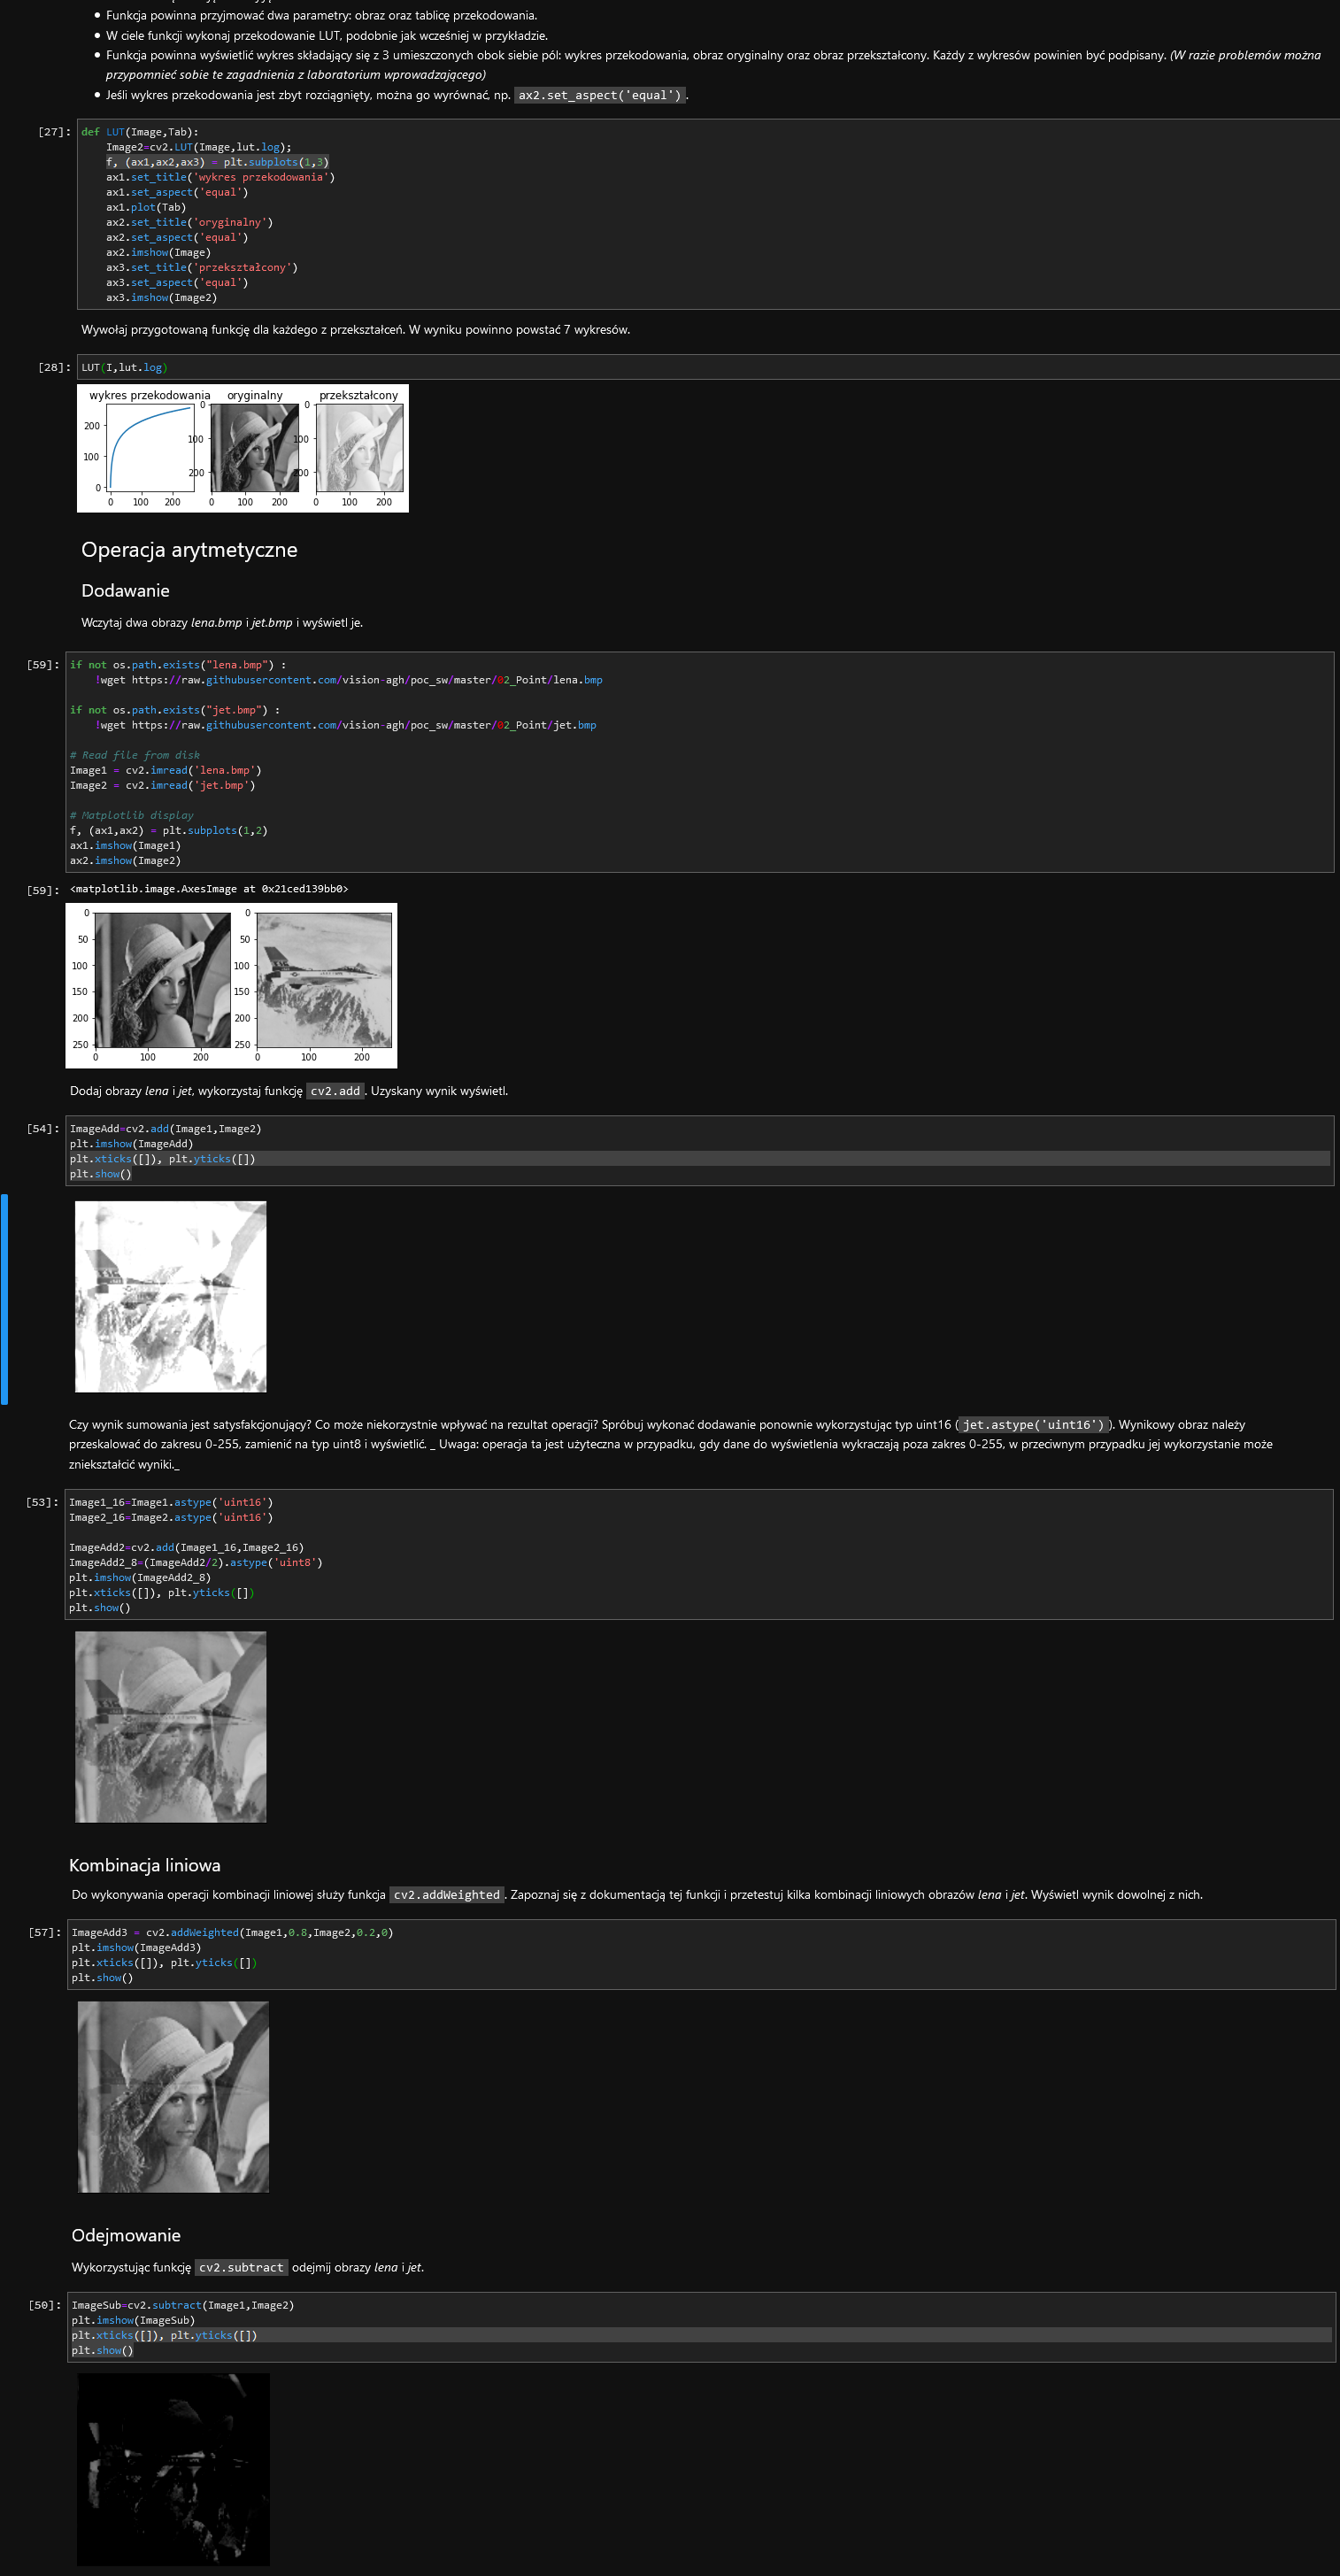 Funkcja powinna przyjmować dwa parametry: obraz oraz tablicę przekodowania.
W ciele funkcji wykonaj przekodowanie LUT, podobnie jak wcześniej w przykładzie.
Funkcja powinna wyświetlić wykres składający się z 3 umieszczonych obok siebie pól: wykres przekodowania, obraz oryginalny oraz obraz przekształcony. Każdy z wykresów powinien być podpisany. (W razie problemów można
przypomnieć sobie te zagadnienia z laboratorium wprowadzającego)
Jeśli wykres przekodowania jest zbyt rozciągnięty, można go wyrównać, np. ax2.set_aspect('equal').
[27]: def LUT(Image,Tab):
Image2=cv2.LUT(Image,lut.log);
f, (ax1,ax2,ax3) = plt.subplots(1,3)
ax1.set_title('wykres przekodowania')
ax1.set_aspect('equal')
ax1.plot(Tab)
ax2.set_title('oryginalny')
ax2.set_aspect('equal')
ax2.imshow(Image)
ax3.set_title('przekształcony')
ax3.set_aspect('equal')
ax3.imshow(Image2)
Wywołaj przygotowaną funkcję dla każdego z przekształceń. W wyniku powinno powstać 7 wykresów.
[28]: LUT(I,lut.log)
wykres przekodowania oryginalny przekształcony
200 100 0
0 100 200
0 100 200
0 100 200
0 100 200
0 100 200
Operacja arytmetyczne
Dodawanie
Wczytaj dwa obrazy lena.bmp i jet.bmp i wyświetl je.
[59]: if not os.path.exists("lena.bmp") :
!wget https://raw.githubusercontent.com/vision-agh/poc_sw/master/02_Point/lena.bmp
if not os.path.exists("jet.bmp") :
!wget https://raw.githubusercontent.com/vision-agh/poc_sw/master/02_Point/jet.bmp
# Read file from disk
Image1 = cv2.imread('lena.bmp')
Image2 = cv2.imread('jet.bmp')
# Matplotlib display
f, (ax1,ax2) = plt.subplots(1,2)
ax1.imshow(Image1)
ax2.imshow(Image2)
[59]: <matplotlib.image.AxesImage at 0x21ced139bb0>
0 50 100 150 200 250
0 100 200
0 50 100 150 200 250
0 100 200
Dodaj obrazy lena i jet, wykorzystaj funkcję cv2.add. Uzyskany wynik wyświetl.
[54]: ImageAdd=cv2.add(Image1,Image2)
plt.imshow(ImageAdd)
plt.xticks([]), plt.yticks([])
plt.show()
Czy wynik sumowania jest satysfakcjonujący? Co może niekorzystnie wpływać na rezultat operacji? Spróbuj wykonać dodawanie ponownie wykorzystując typ uint16 (jet.astype('uint16')). Wynikowy obraz należy
przeskalować do zakresu 0-255, zamienić na typ uint8 i wyświetlić. _ Uwaga: operacja ta jest użyteczna w przypadku, gdy dane do wyświetlenia wykraczają poza zakres 0-255, w przeciwnym przypadku jej wykorzystanie może
zniekształcić wyniki._
[53]: Image1_16=Image1.astype('uint16')
Image2_16=Image2.astype('uint16')
ImageAdd2=cv2.add(Image1_16,Image2_16)
ImageAdd2_8=(ImageAdd2/2).astype('uint8')
plt.imshow(ImageAdd2_8)
plt.xticks([]), plt.yticks([])
plt.show()
Kombinacja liniowa
Do wykonywania operacji kombinacji liniowej służy funkcja cv2.addWeighted. Zapoznaj się z dokumentacją tej funkcji i przetestuj kilka kombinacji liniowych obrazów lena i jet. Wyświetl wynik dowolnej z nich.
[57]: ImageAdd3 = cv2.addWeighted(Image1,0.8,Image2,0.2,0)
plt.imshow(ImageAdd3)
plt.xticks([]), plt.yticks([])
plt.show()
Odejmowanie
Wykorzystując funkcję cv2.subtract odejmij obrazy lena i jet.
[50]: ImageSub=cv2.subtract(Image1,Image2)
plt.imshow(ImageSub)
plt.xticks([]), plt.yticks([])
plt.show()